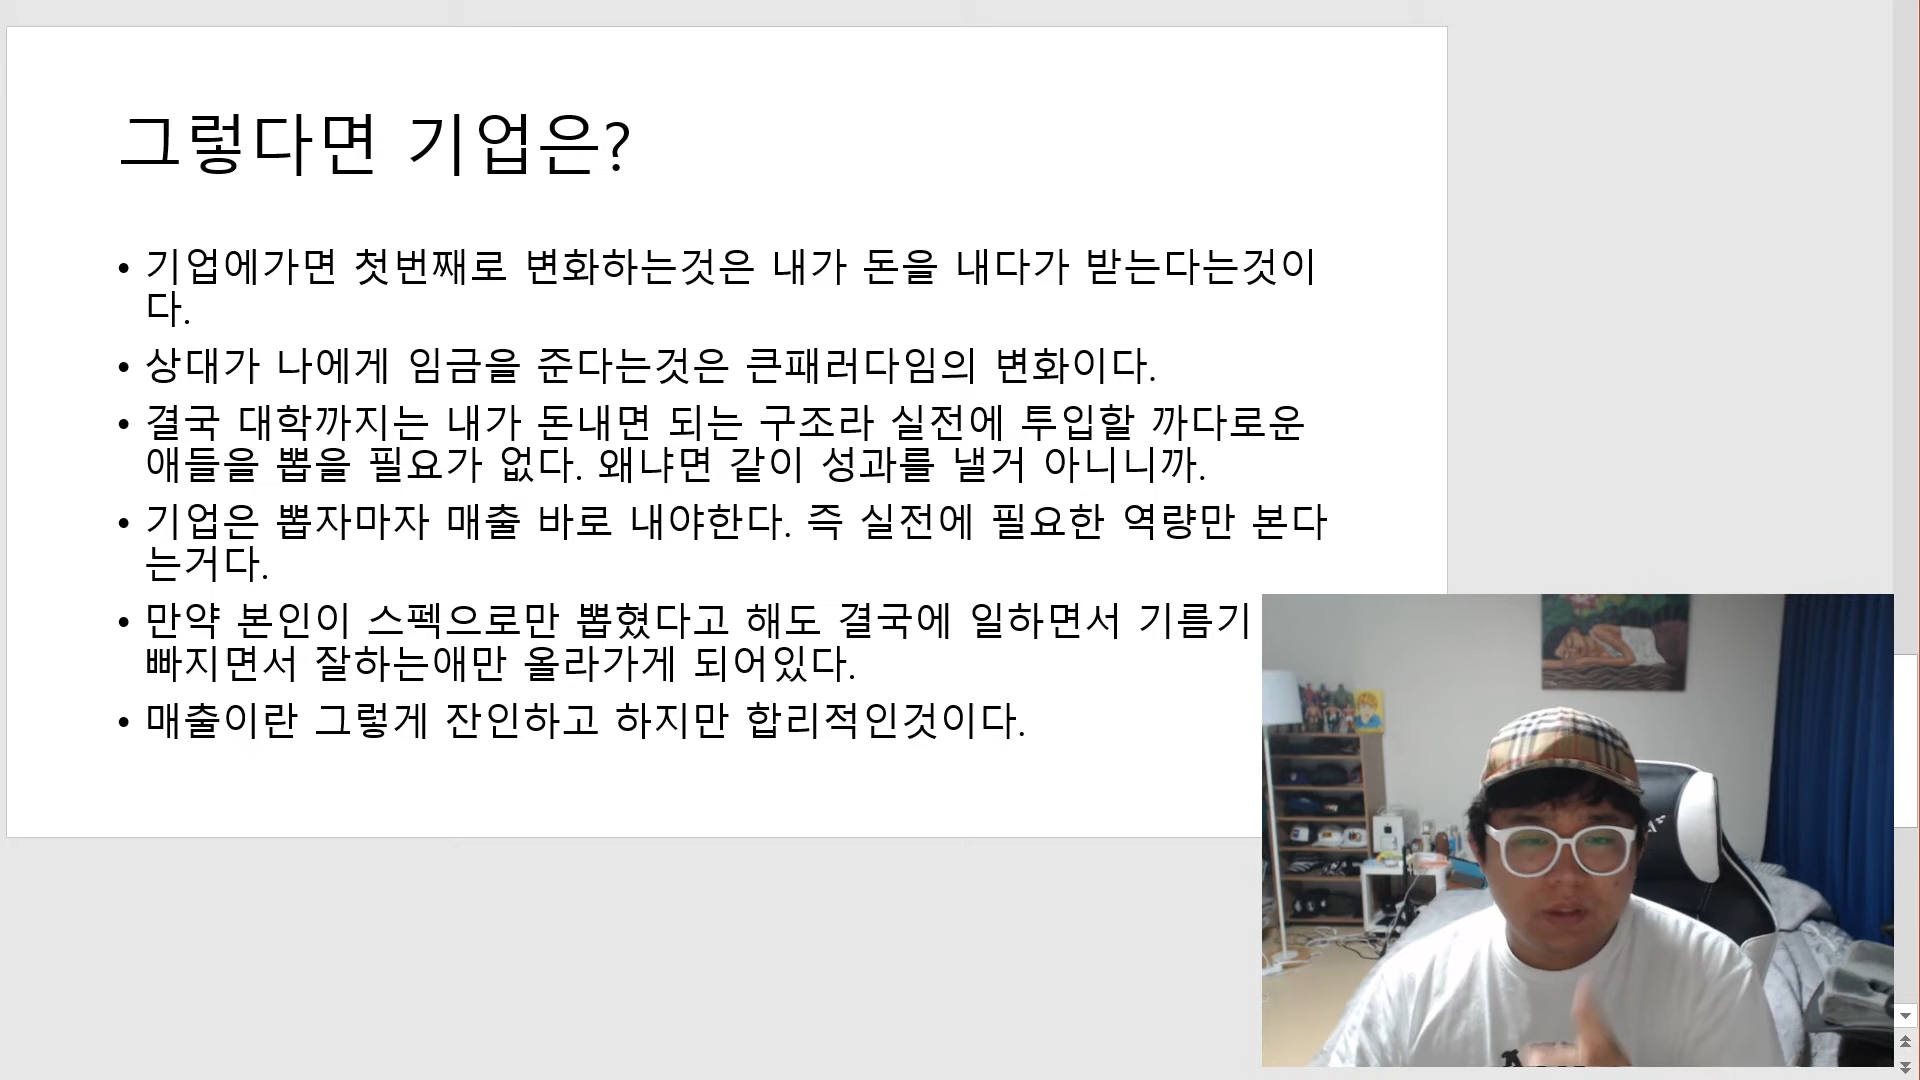 그렇다면 기업은?
• 기업에가면 첫번째로 변화하는것은 내가 돈을 내다가 받는다는것이
다.
• 상대가 나에게 임금을 준다는것은 큰패러다임의 변화이다.
• 결국 대학까지는 내가 돈내면 되는 구조라 실전에 투입할 까다로운
애들을 뽑을 필요가 없다. 왜냐면 같이 성과를 낼거 아니니까.
• 기업은 뽑자마자 매출 바로 내야한다. 즉 실전에 필요한 역량만 본다
는거다.
• 만약 본인이 스펙으로만 뽑혔다고 해도 결국에 일하면서 기름기
빠지면서 잘하는애만 올라가게 되어있다.
• 매출이란 그렇게 잔인하고 하지만 합리적인것이다.